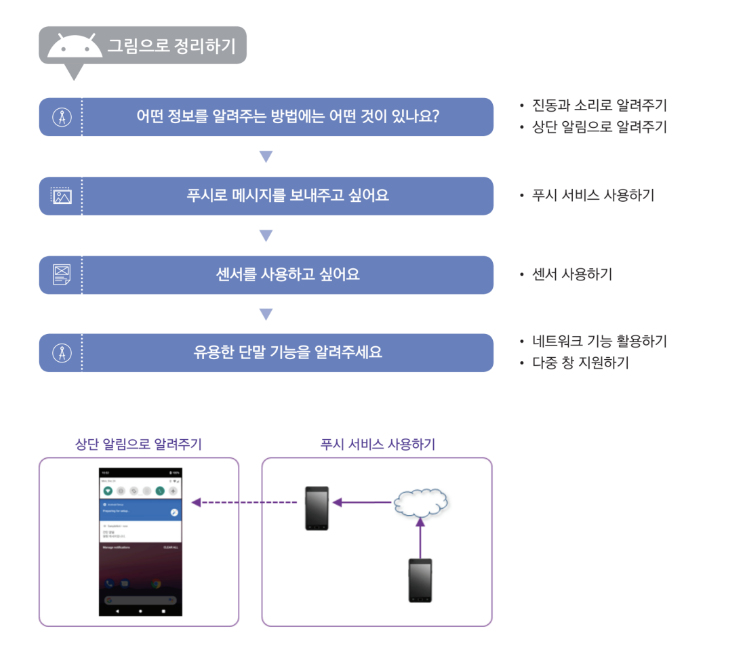 그림으로 정리하기
어떤 정보를 알려주는 방법에는 어떤 것이 있나요?
• 진동과 소리로 알려주기
• 상단 알림으로 알려주기
푸시로 메시지를 보내주고 싶어요
• 푸시 서비스 사용하기
센서를 사용하고 싶어요
• 센서 사용하기
유용한 단말 기능을 알려주세요
• 네트워크 기능 활용하기
• 다중 창 지원하기
상단 알림으로 알려주기
푸시 서비스 사용하기
Manage notifications